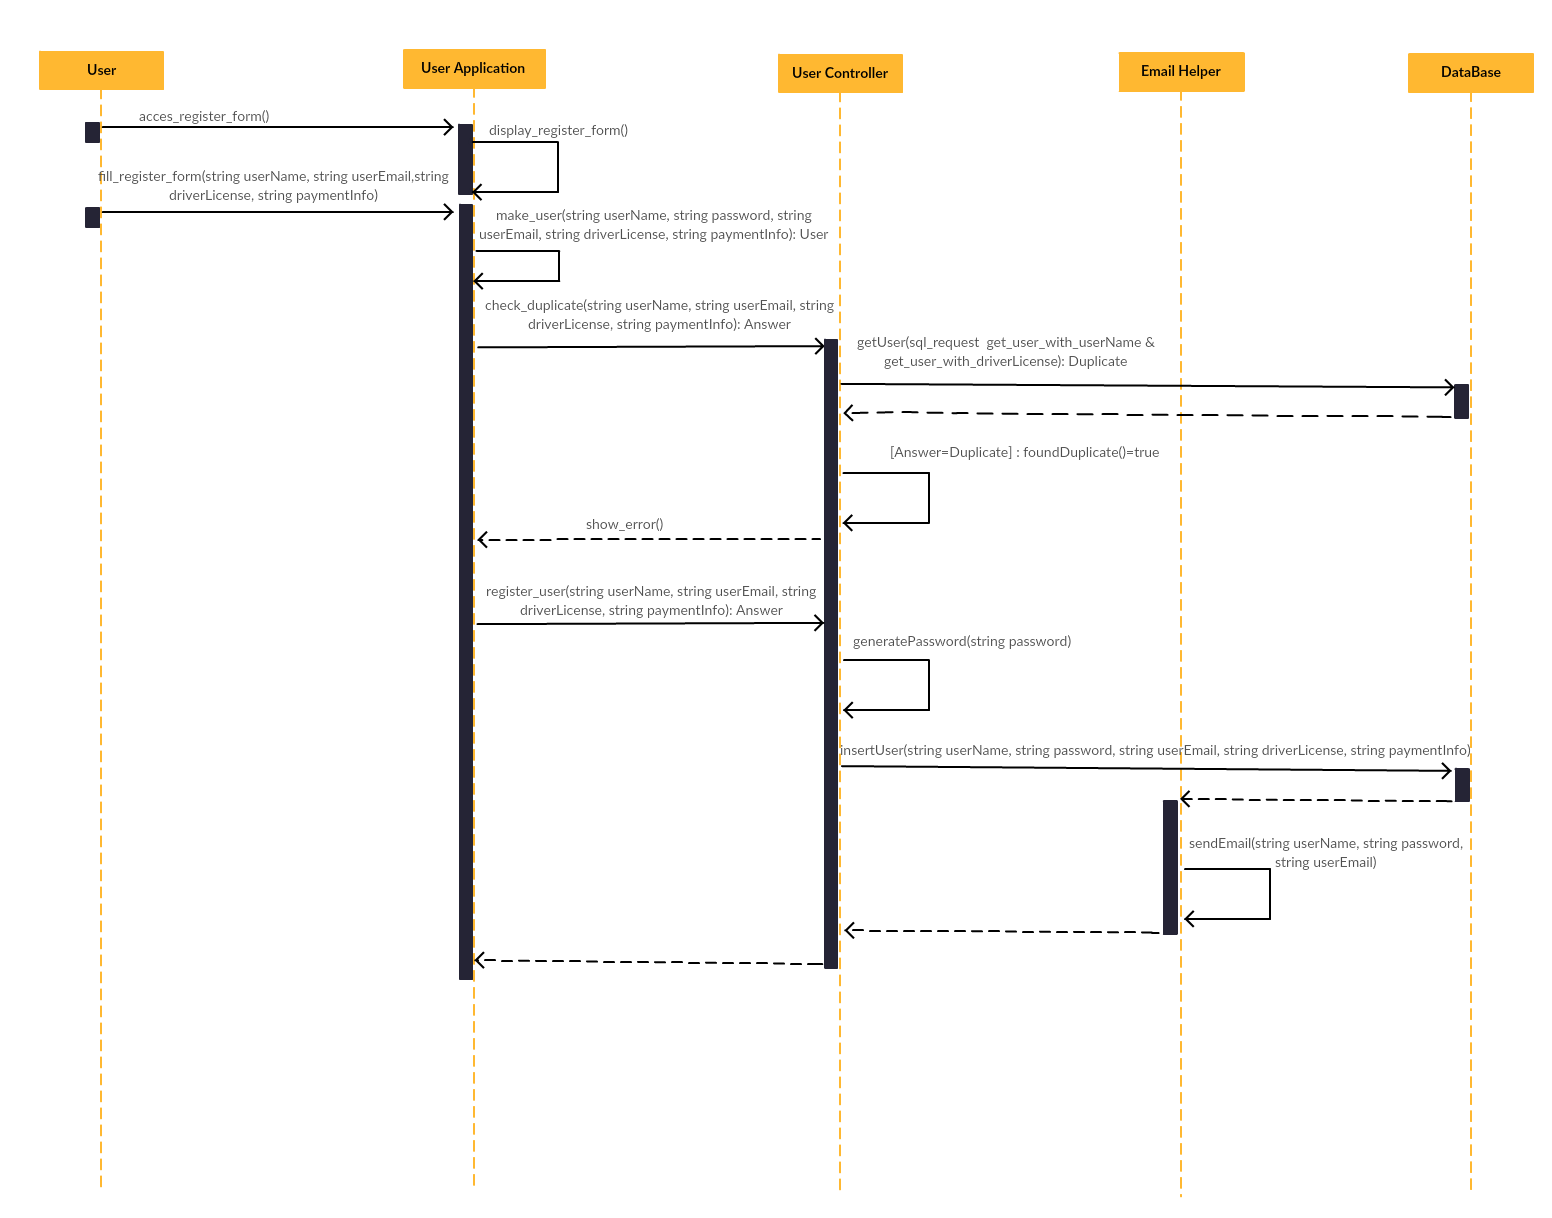 User
User Application
User Controller
Email Helper
DataBase
acces_register_form()
display_register_form()
fill_register_form(string userName, string userEmail,string
driverLicense, string paymentInfo)
make_user(string userName, string password, string
userEmail, string driverLicense, string paymentInfo): User
check_duplicate(string userName, string userEmail, string
driverLicense, string paymentInfo): Answer
getUser(sql_request  get_user_with_userName &
get_user_with_driverLicense): Duplicate
[Answer=Duplicate] : foundDuplicate()=true
show_error()
register_user(string userName, string userEmail, string
driverLicense, string paymentInfo): Answer
generatePassword(string password)
insertUser(string userName, string password, string userEmail, string driverLicense, string paymentInfo)
sendEmail(string userName, string password,
string userEmail)